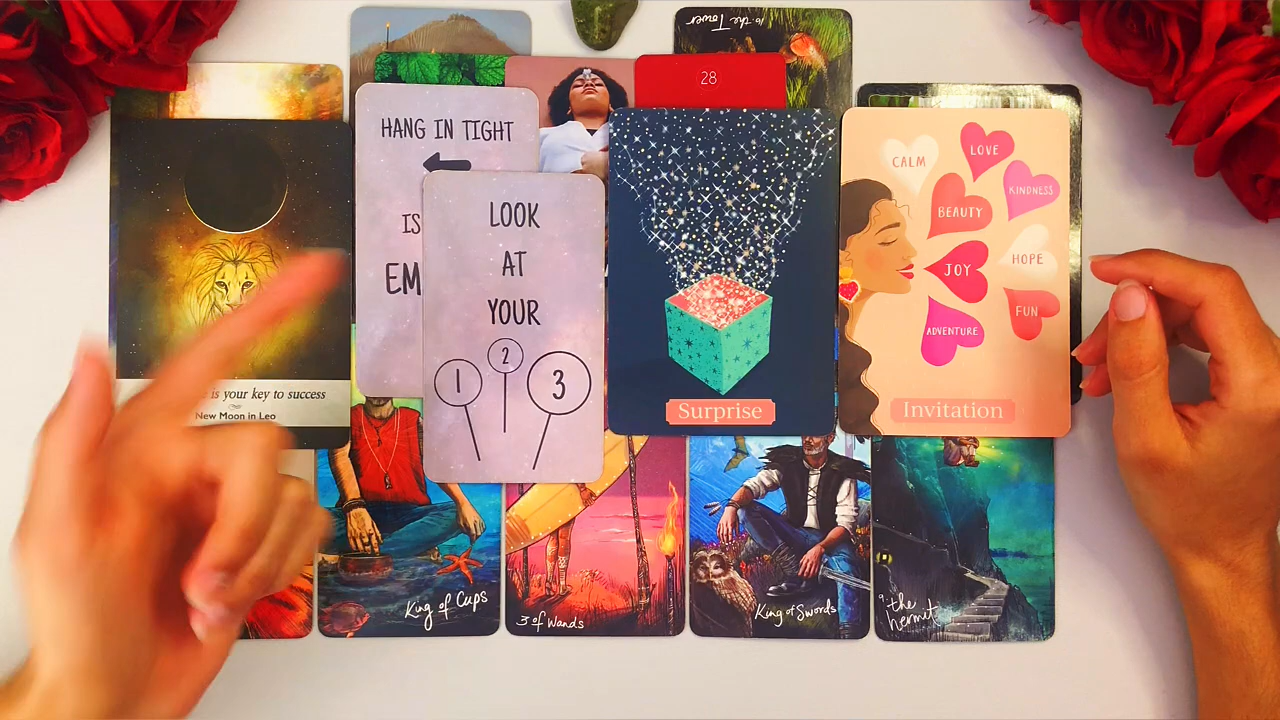 16 the Tower
28
HANG IN TIGHT
IS
EM
LOOK
AT
YOUR
1
2
3
is your key to success
New Moon in Leo
Surprise
CALM
LOVE
KINDNESS
BEAUTY
JOY
HOPE
FUN
ADVENTURE
Invitation
King of Cups
3 of Wands
King of Swords
9 the
hermit